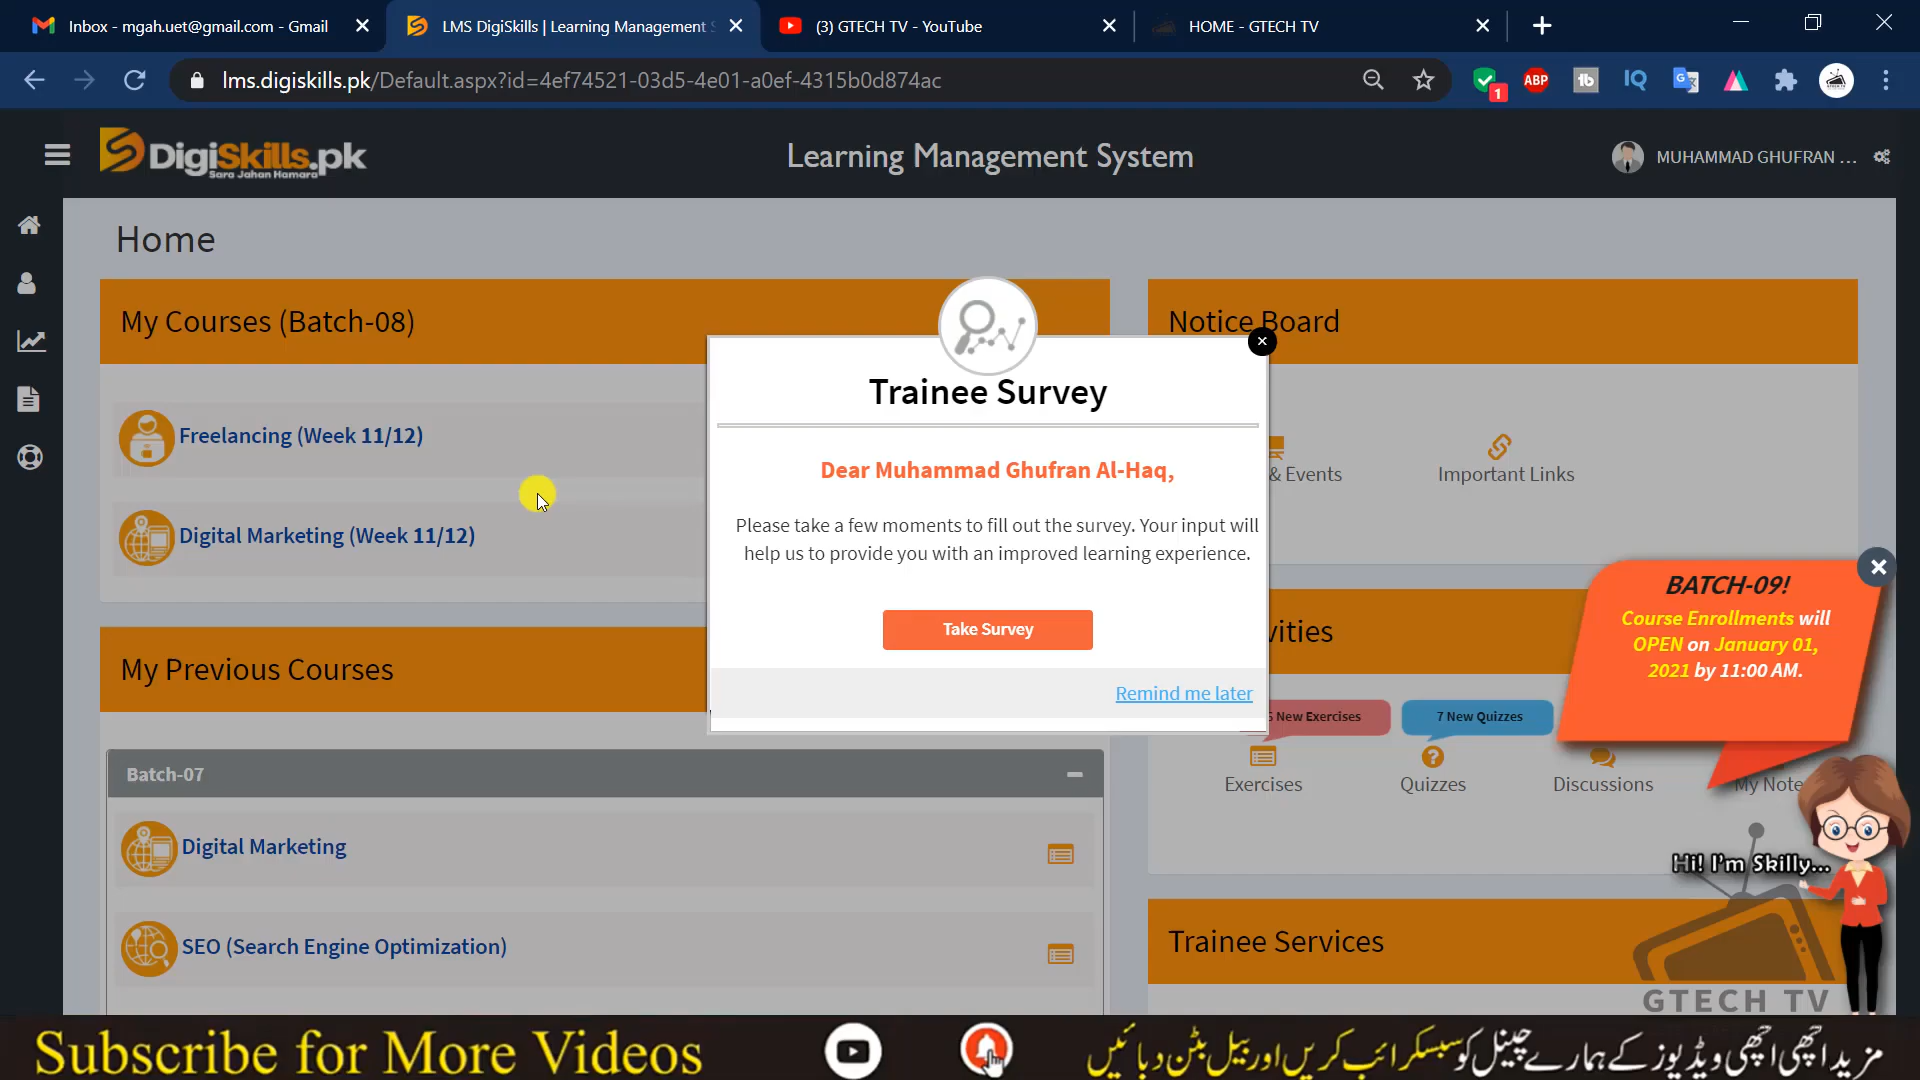 Inbox - mgah.uet@gmail.com - Gmail
LMS DigiSkills | Learning Management S
(3) GTECH TV - YouTube
HOME - GTECH TV
lms.digiskills.pk/Default.aspx?id=4ef74521-03d5-4e01-a0ef-4315b0d874ac
1
ABP
tb
IQ
G
DigiSkills.pk
Sara Jahan Hamara
Learning Management System
MUHAMMAD GHUFRAN ...
Home
My Courses (Batch-08)
Freelancing (Week 11/12)
Digital Marketing (Week 11/12)
My Previous Courses
Batch-07
Digital Marketing
SEO (Search Engine Optimization)
Trainee Survey
Dear Muhammad Ghufran Al-Haq,
Please take a few moments to fill out the survey. Your input will
help us to provide you with an improved learning experience.
Take Survey
Remind me later
Notice Board
& Events
Important Links
vities
New Exercises
7 New Quizzes
Exercises
Quizzes
Discussions
My Note
BATCH-09!
Course Enrollments will
OPEN on January 01,
2021 by 11:00 AM.
Hi! I'm Skilly...
Trainee Services
GTECH TV
Subscribe for More Videos
مزید اچھی اچھی ویڈیوز کے ہمارے چینل کو سبسکرائب کریں اور بیل بٹن دبائیں